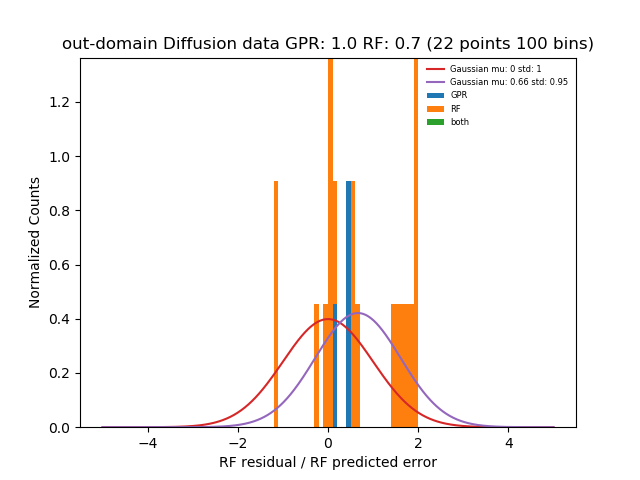 out-domain Diffusion data GPR: 1.0 RF: 0.7 (22 points 100 bins)
Gaussian mu: 0 std: 1
Gaussian mu: 0.66 std: 0.95
GPR
RF
both
Normalized Counts
1.2
1.0
0.8
0.6
0.4
0.2
0.0
−4
−2
0
2
4
RF residual / RF predicted error